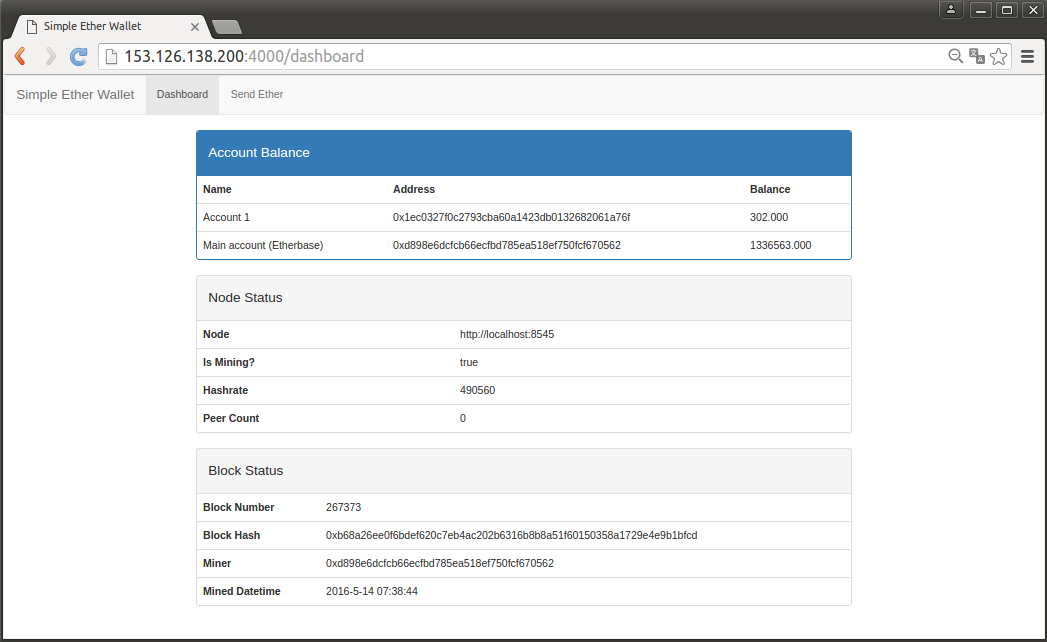 Simple Ether Wallet
153.126.138.200:4000/dashboard
Simple Ether Wallet Dashboard Send Ether
Account Balance
Name Address Balance
Account 1 0x1ec0327f0c2793cba60a1423db0132682061a76f 302.000
Main account (Etherbase) 0xd898e6dcfcb66ecfbd785ea518ef750fcf670562 1336563.000
Node Status
Node http://localhost:8545
Is Mining? true
Hashrate 490560
Peer Count 0
Block Status
Block Number 267373
Block Hash 0xb68a26ee0f6bdef620c7eb4ac202b6316b8b8a51f60150358a1729e4e9b1bfcd
Miner 0xd898e6dcfcb66ecfbd785ea518ef750fcf670562
Mined Datetime 2016-5-14 07:38:44